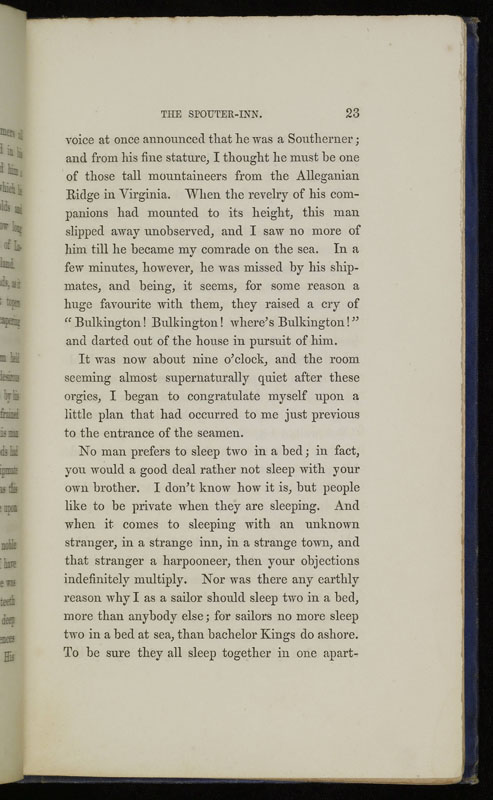 THE SPOUTER-INN. 23
voice at once announced that he was a Southerner;
and from his fine stature, I thought he must be one
of those tall mountaineers from the Alleganian
Ridge in Virginia. When the revelry of his com-
panions had mounted to its height, this man
slipped away unobserved, and I saw no more of
him till he became my comrade on the sea. In a
few minutes, however, he was missed by his ship-
mates, and being, it seems, for some reason a
huge favourite with them, they raised a cry of
“Bulkington! Bulkington! where's Bulkington!”
and darted out of the house in pursuit of him.
It was now about nine o'clock, and the room
seeming almost supernaturally quiet after these
orgies, I began to congratulate myself upon a
little plan that had occurred to me just previous
to the entrance of the seamen.
No man prefers to sleep two in a bed; in fact,
you would a good deal rather not sleep with your
own brother. I don't know how it is, but people
like to be private when they are sleeping. And
when it comes to sleeping with an unknown
stranger, in a strange inn, in a strange town, and
that stranger a harpooneer, then your objections
indefinitely multiply. Nor was there any earthly
reason why I as a sailor should sleep two in a bed,
more than anybody else; for sailors no more sleep
two in a bed at sea, than bachelor Kings do ashore.
To be sure they all sleep together in one apart-